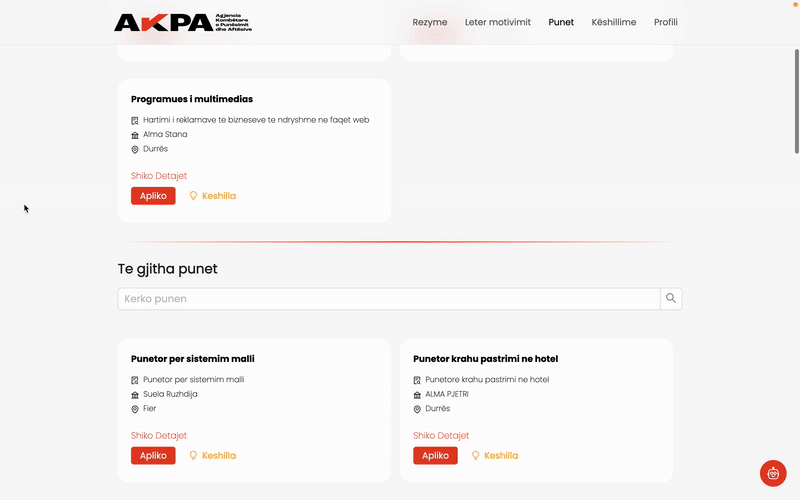 AKPA Agjencia
Kombëtare
e Punësimit
dhe Aftësive
Rezyme Leter motivimit Punet Këshillime Profili
Programues i multimedias
Hartimi i reklamave te bizneseve te ndryshme ne faqet web
Alma Stana
Durrës
Shiko Detajet
Apliko Keshilla
Te gjitha punet
Kerko punen
Punetor per sistemim malli
Punetor per sistemim malli
Suela Ruzhdija
Fier
Shiko Detajet
Apliko Keshilla
Punetor krahu pastrimi ne hotel
Punetore krahu pastrimi ne hotel
ALMA PJETRI
Durrës
Shiko Detajet
Apliko Keshilla